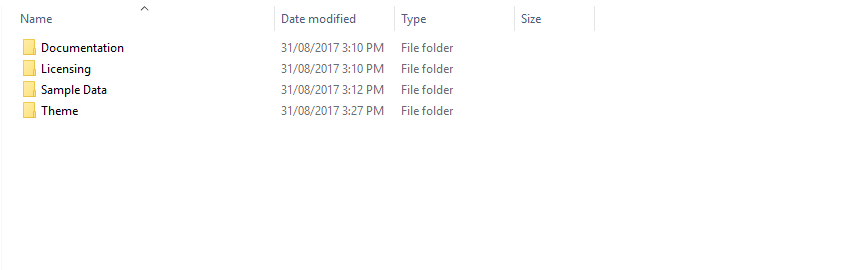 Name Date modified Type Size
Documentation 31/08/2017 3:10 PM File folder
Licensing 31/08/2017 3:10 PM File folder
Sample Data 31/08/2017 3:12 PM File folder
Theme 31/08/2017 3:27 PM File folder